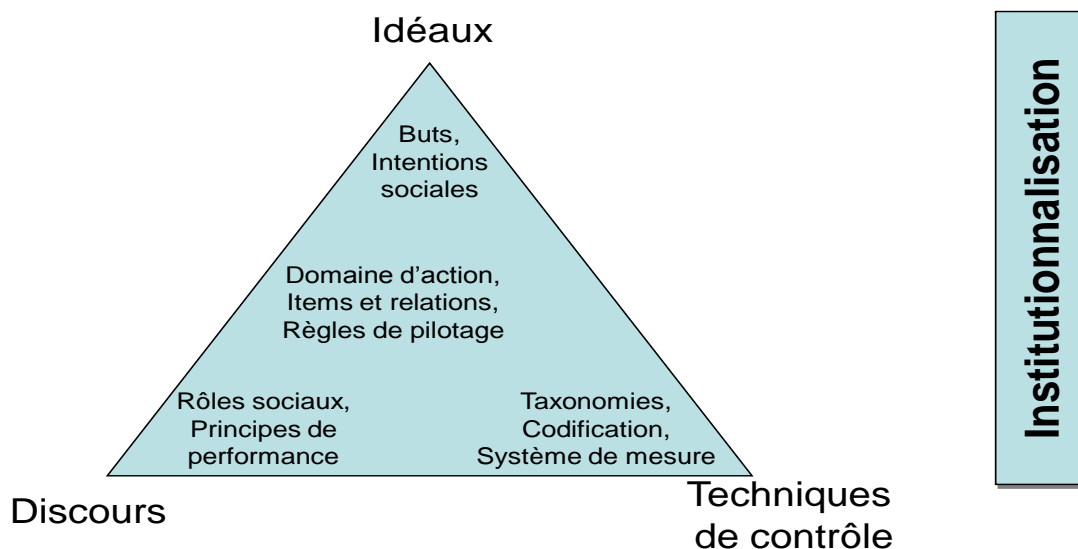 Idéaux
Buts,
Intentions
sociales
Domaine d'action,
Items et relations,
Règles de pilotage
Rôles sociaux,
Principes de
performance
Taxonomies,
Codification,
Système de mesure
Discours
Techniques
de contrôle
Institutionnalisation